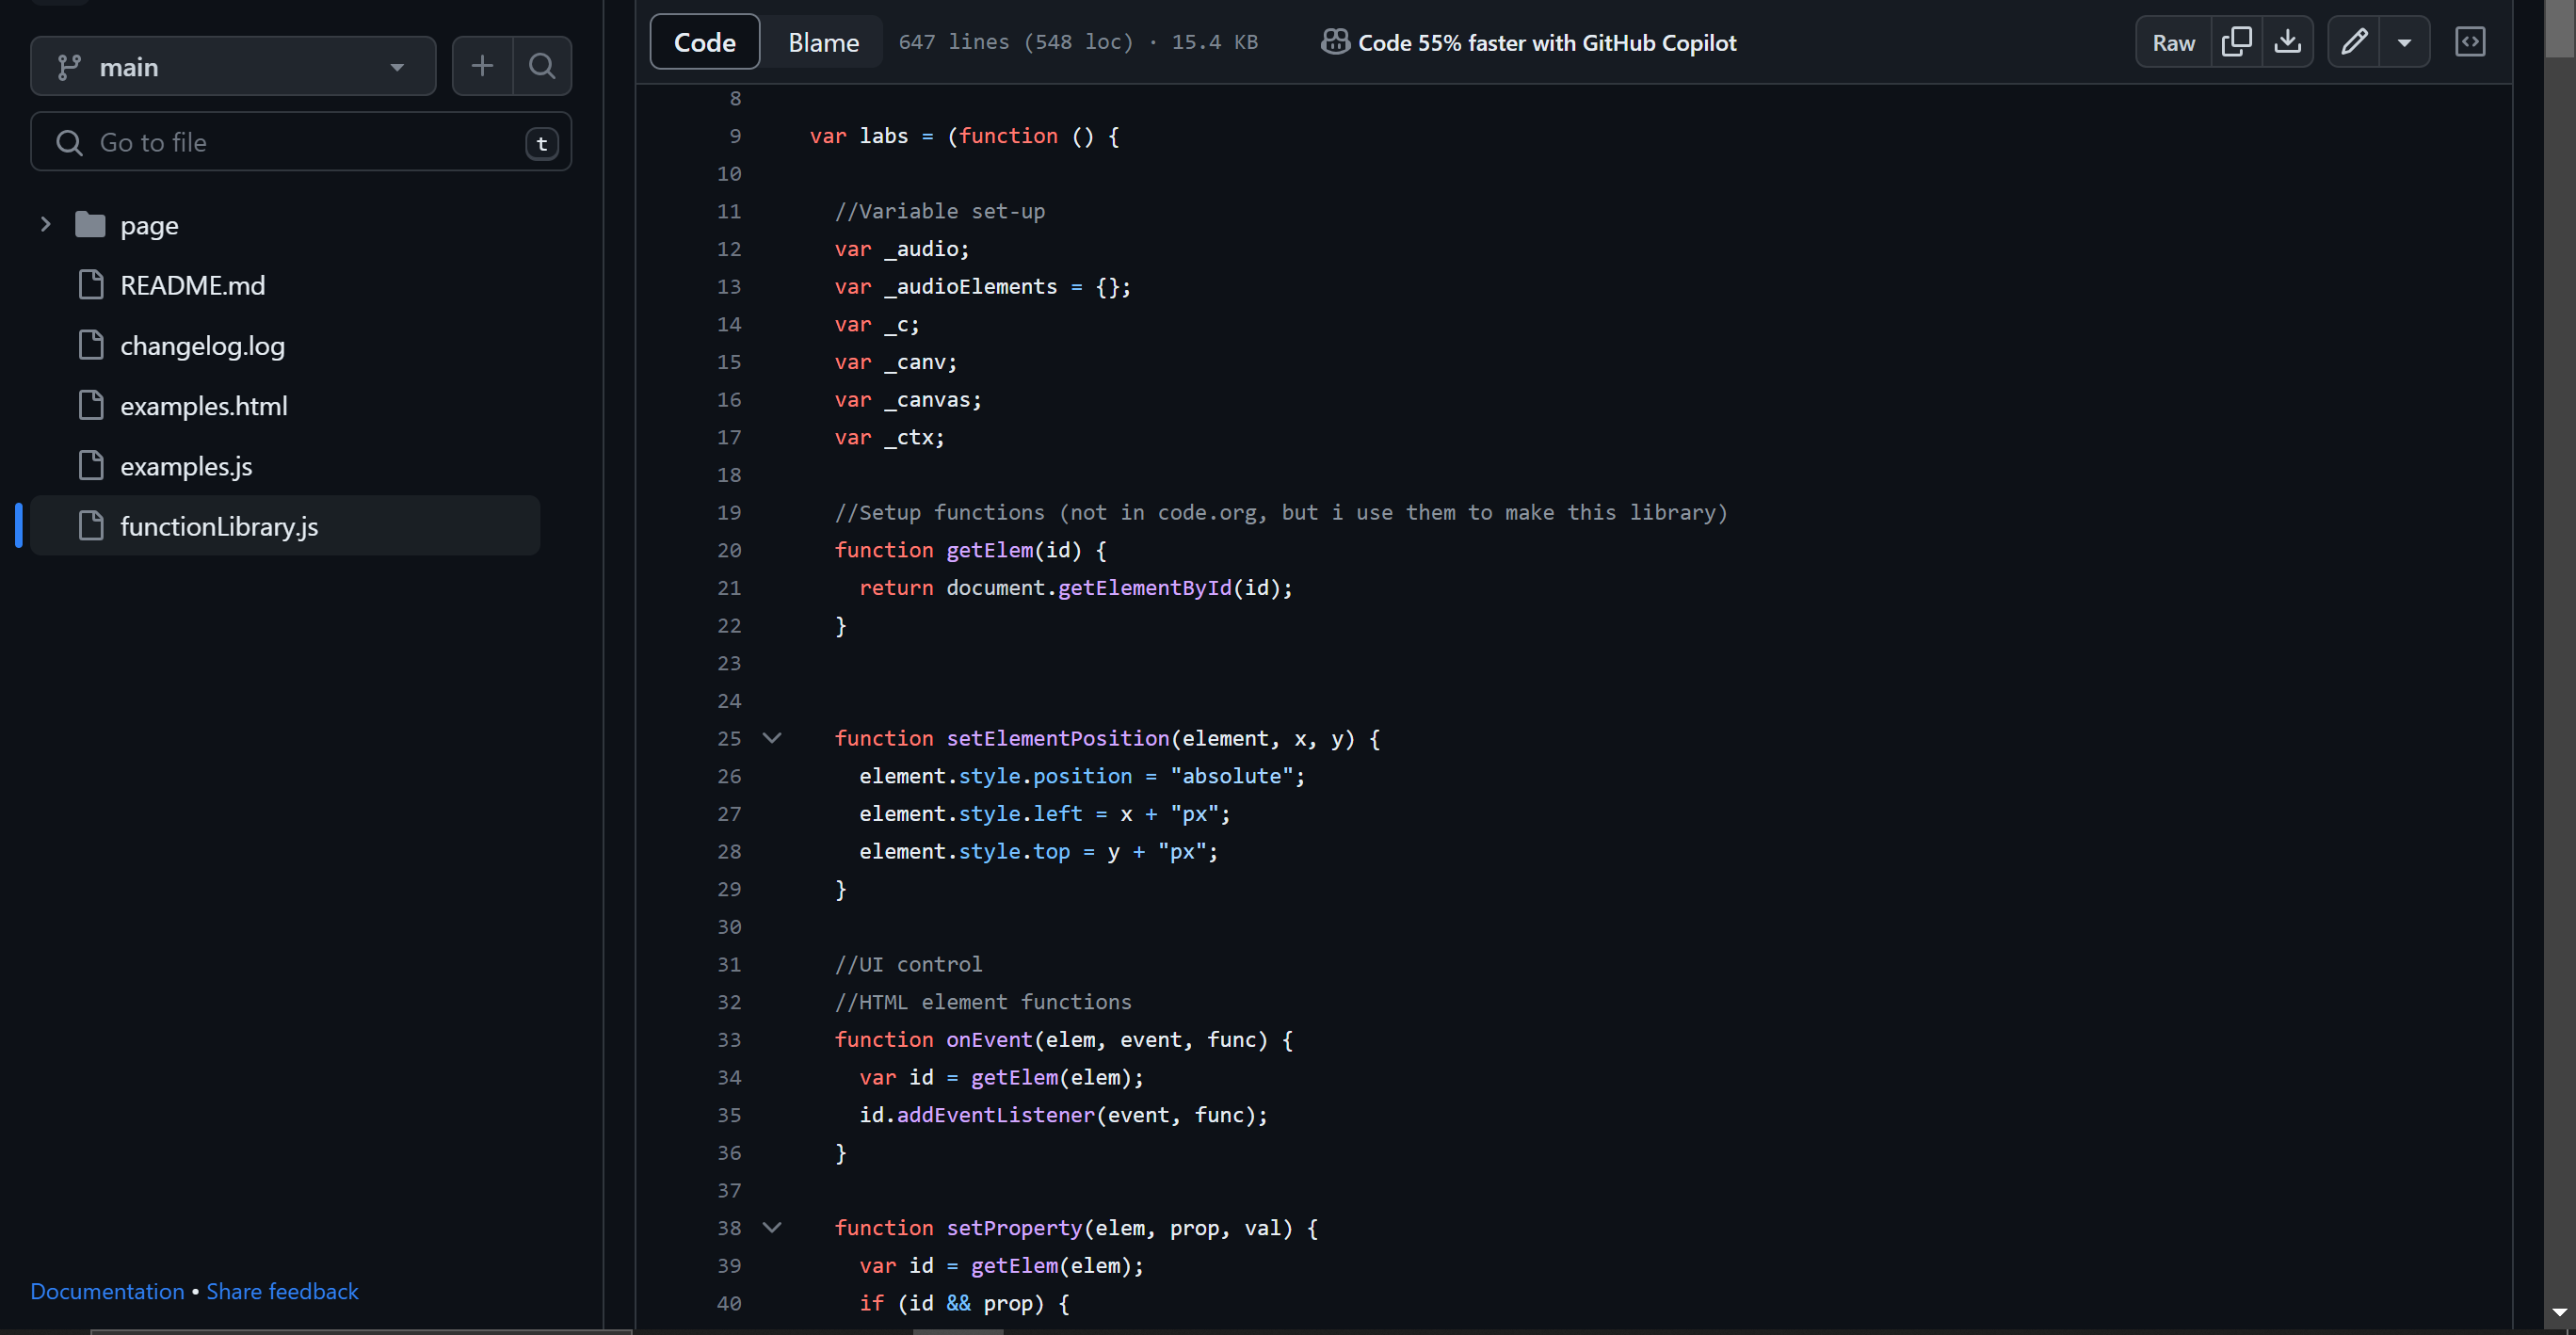 main
Go to file
t
page
README.md
changelog.log
examples.html
examples.js
functionLibrary.js
Documentation • Share feedback
Code Blame 647 lines (548 loc) · 15.4 KB Code 55% faster with GitHub Copilot Raw
8
9 var labs = (function () {
10
11 //Variable set-up
12 var _audio;
13 var _audioElements = {};
14 var _c;
15 var _canv;
16 var _canvas;
17 var _ctx;
18
19 //Setup functions (not in code.org, but i use them to make this library)
20 function getElem(id) {
21 return document.getElementById(id);
22 }
23
24
25 function setElementPosition(element, x, y) {
26 element.style.position = "absolute";
27 element.style.left = x + "px";
28 element.style.top = y + "px";
29 }
30
31 //UI control
32 //HTML element functions
33 function onEvent(elem, event, func) {
34 var id = getElem(elem);
35 id.addEventListener(event, func);
36 }
37
38 function setProperty(elem, prop, val) {
39 var id = getElem(elem);
40 if (id && prop) {